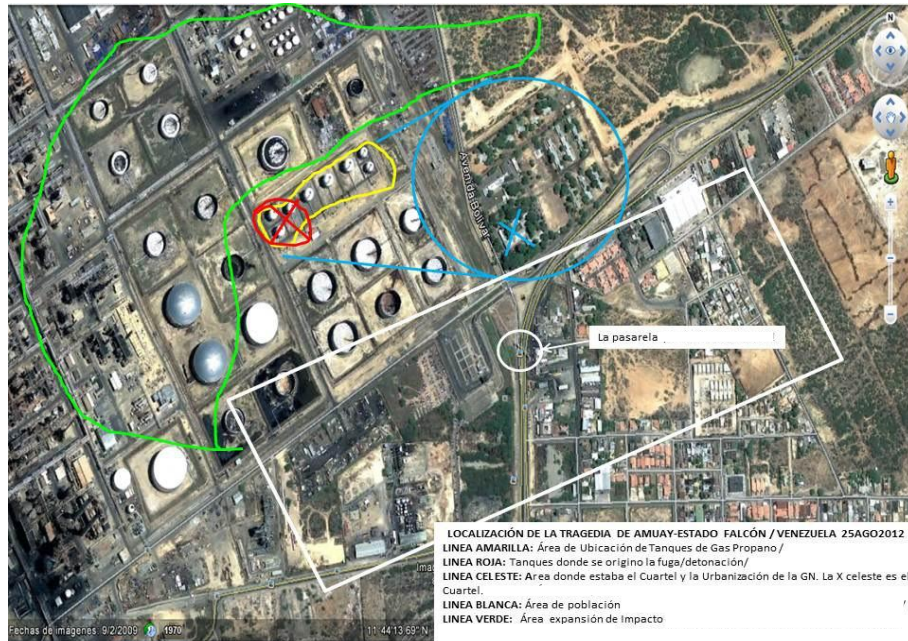 N
Avenida Bolivar
La pasarela
LOCALIZACIÓN DE LA TRAGEDIA DE AMUAY-ESTADO FALCÓN / VENEZUELA 25AGO2012
LINEA AMARILLA: Área de Ubicación de Tanques de Gas Propano /
LINEA ROJA: Tanques donde se origino la fuga/detonación/
LINEA CELESTE: Area donde estaba el Cuartel y la Urbanización de la GN. La X celeste es el
Cuartel.
LINEA BLANCA: Área de población /
LINEA VERDE: Área expansión de Impacto
Fechas de imagenes: 9/2/2009 1970 11 44 13.69" N